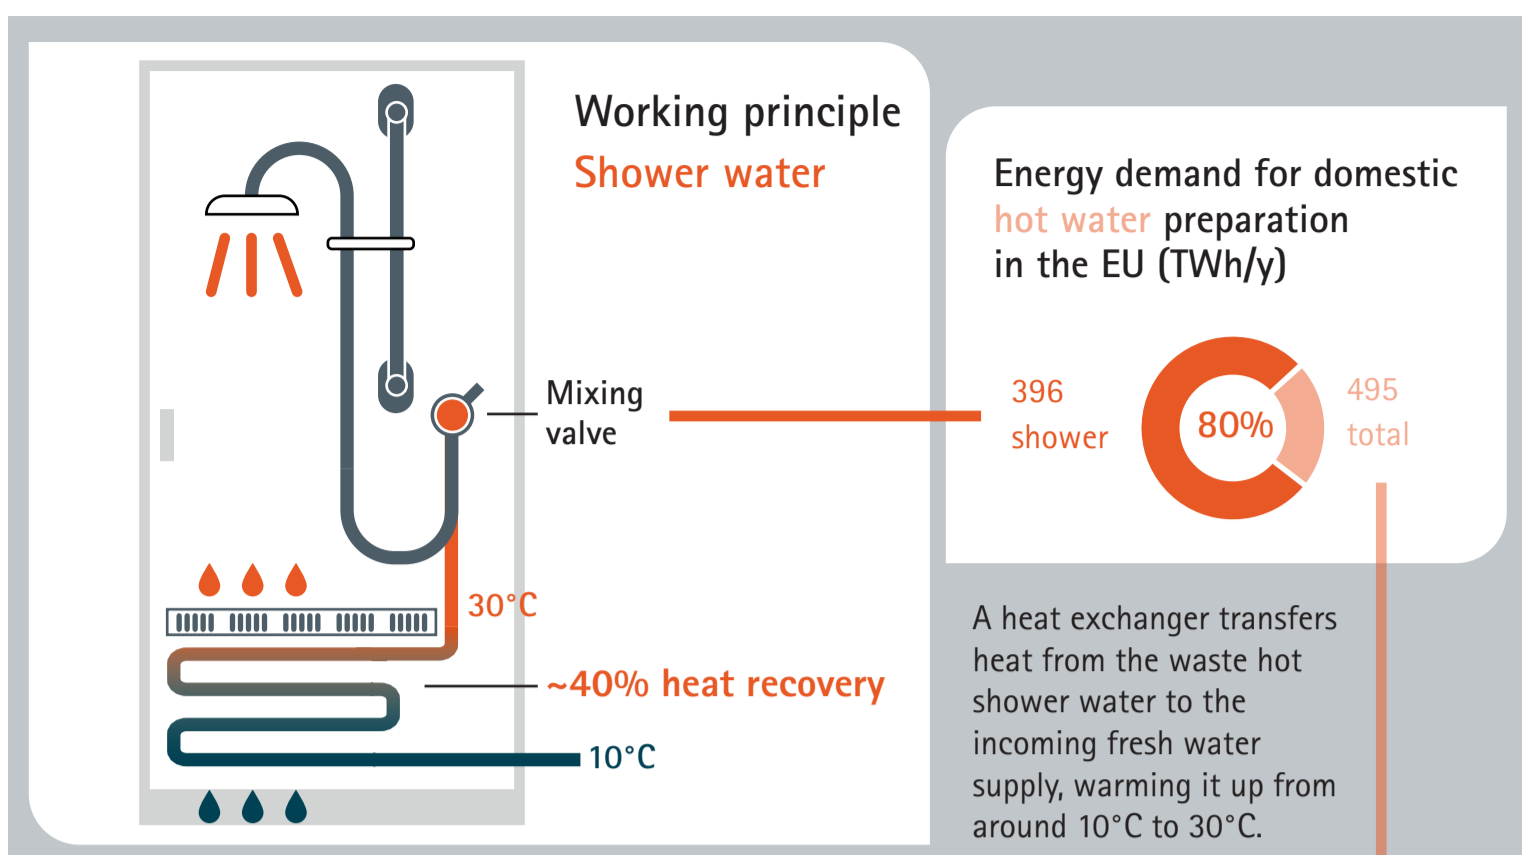 Working principle
Shower water
Mixing
valve
30°C
~40% heat recovery
10°C
Energy demand for domestic
hot water preparation
in the EU (TWh/y)
396
shower
80%
495
total
A heat exchanger transfers
heat from the waste hot
shower water to the
incoming fresh water
supply, warming it up from
around 10°C to 30°C.